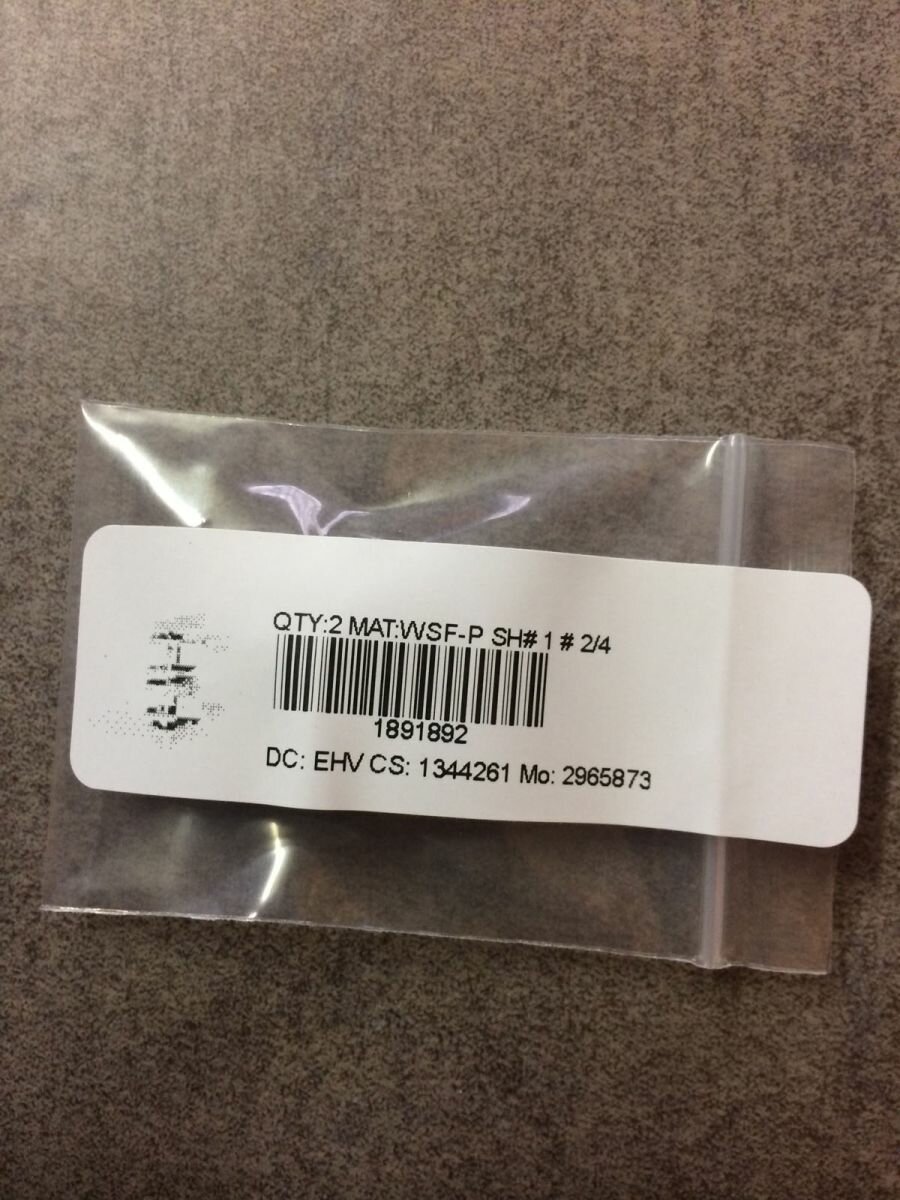 QTY:2 MAT:WSF-P SH# 1 # 2/4
1891892
DC: EHV CS: 1344261 Mo: 2965873